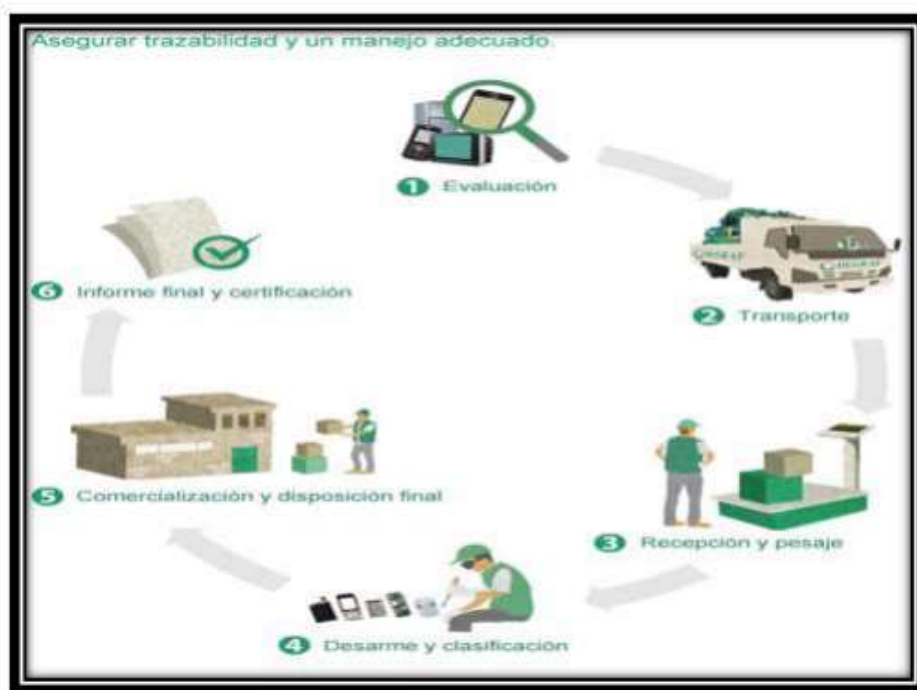 Asegurar trazabilidad y un manejo adecuado.
1 Evaluación
2 Transporte
3 Recepción y pesaje
4 Desarme y clasificación
5 Comercialización y disposición final
6 Informe final y certificación